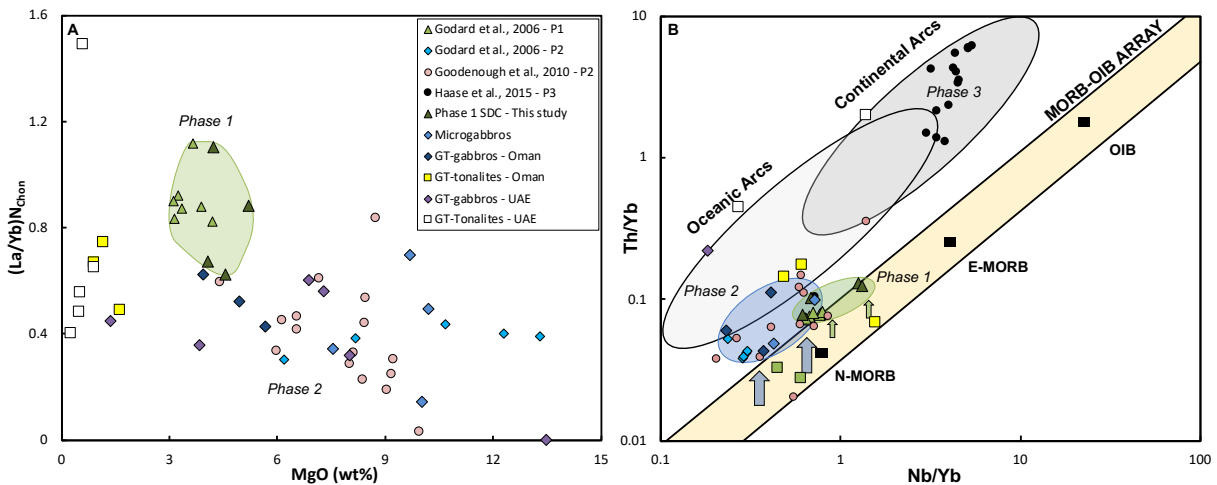 A
(La/Yb)N Chon
1.6
1.2
0.8
0.4
0
0
3
6
9
12
15
MgO (wt%)
Phase 1
Phase 2
Godard et al., 2006 - P1
Godard et al., 2006 - P2
Goodenough et al., 2010 - P2
Haase et al., 2015 - P3
Phase 1 SDC - This study
Microgabbros
GT-gabbros - Oman
GT-tonalites - Oman
GT-gabbros - UAE
GT-Tonalites - UAE
B
Th/Yb
10
1
0.1
0.01
0.1
1
10
100
Nb/Yb
Continental Arcs
Phase 3
MORB-OIB ARRAY
Oceanic Arcs
OIB
E-MORB
Phase 1
Phase 2
N-MORB